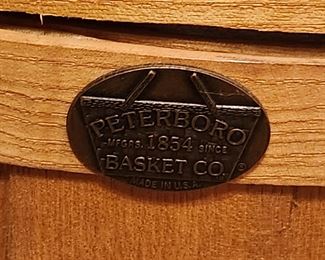 PETERBORO
MFGRS. 1854 SINCE
BASKET CO.
®
MADE IN U.S.A.